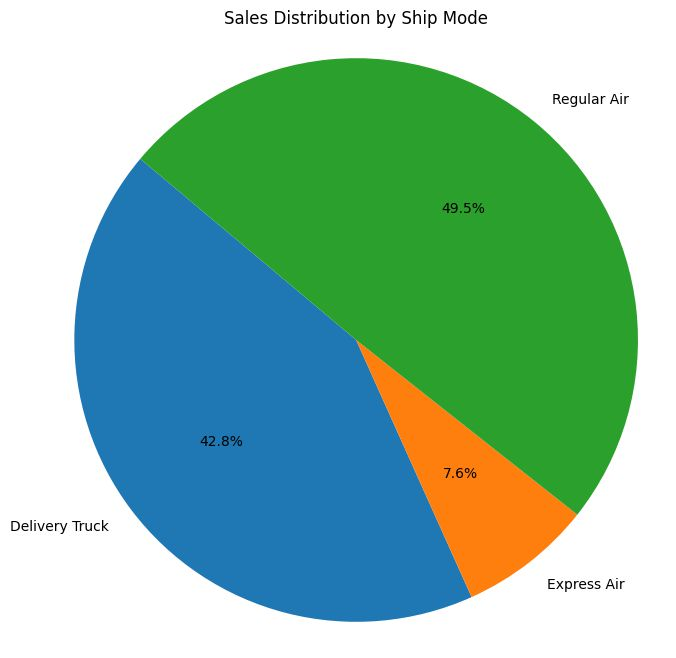 Sales Distribution by Ship Mode
Regular Air
49.5%
42.8%
7.6%
Delivery Truck
Express Air